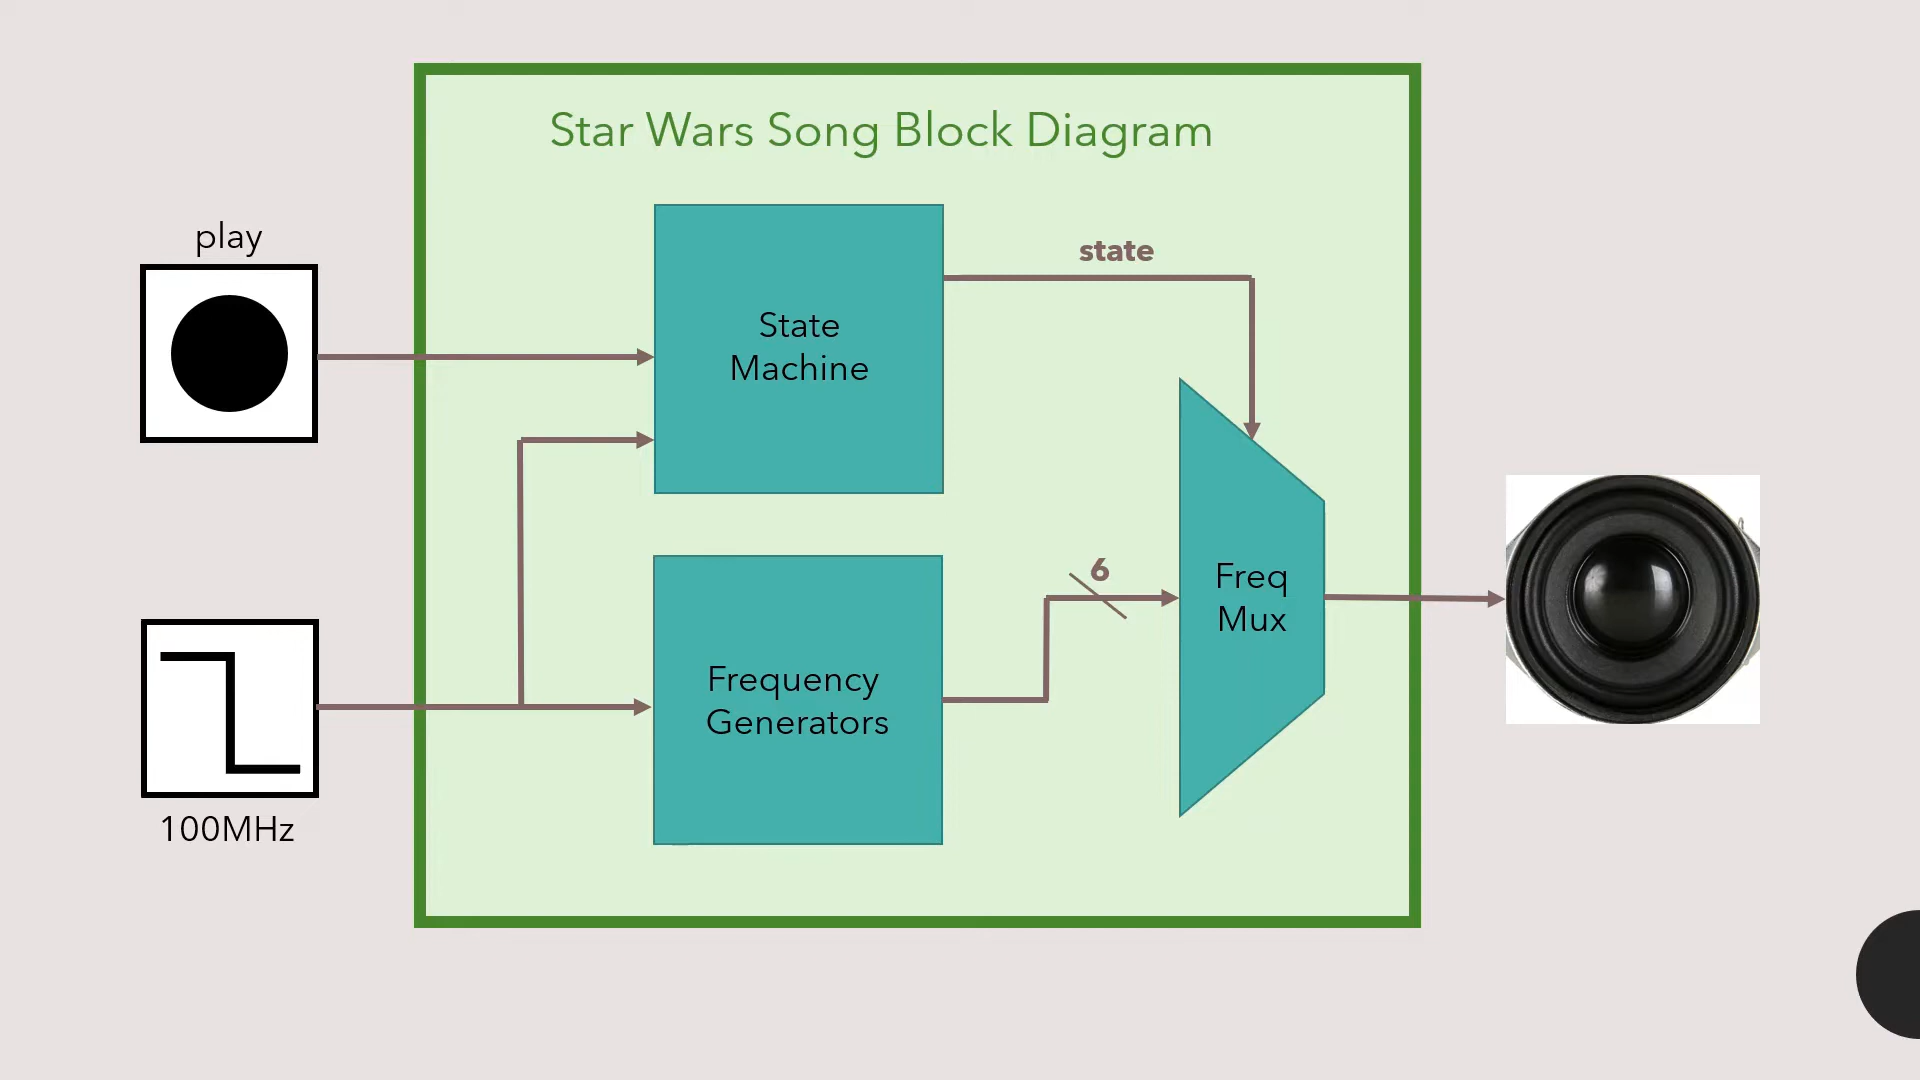 Star Wars Song Block Diagram
play
state
State
Machine
6
Freq
Mux
Frequency
Generators
100MHz